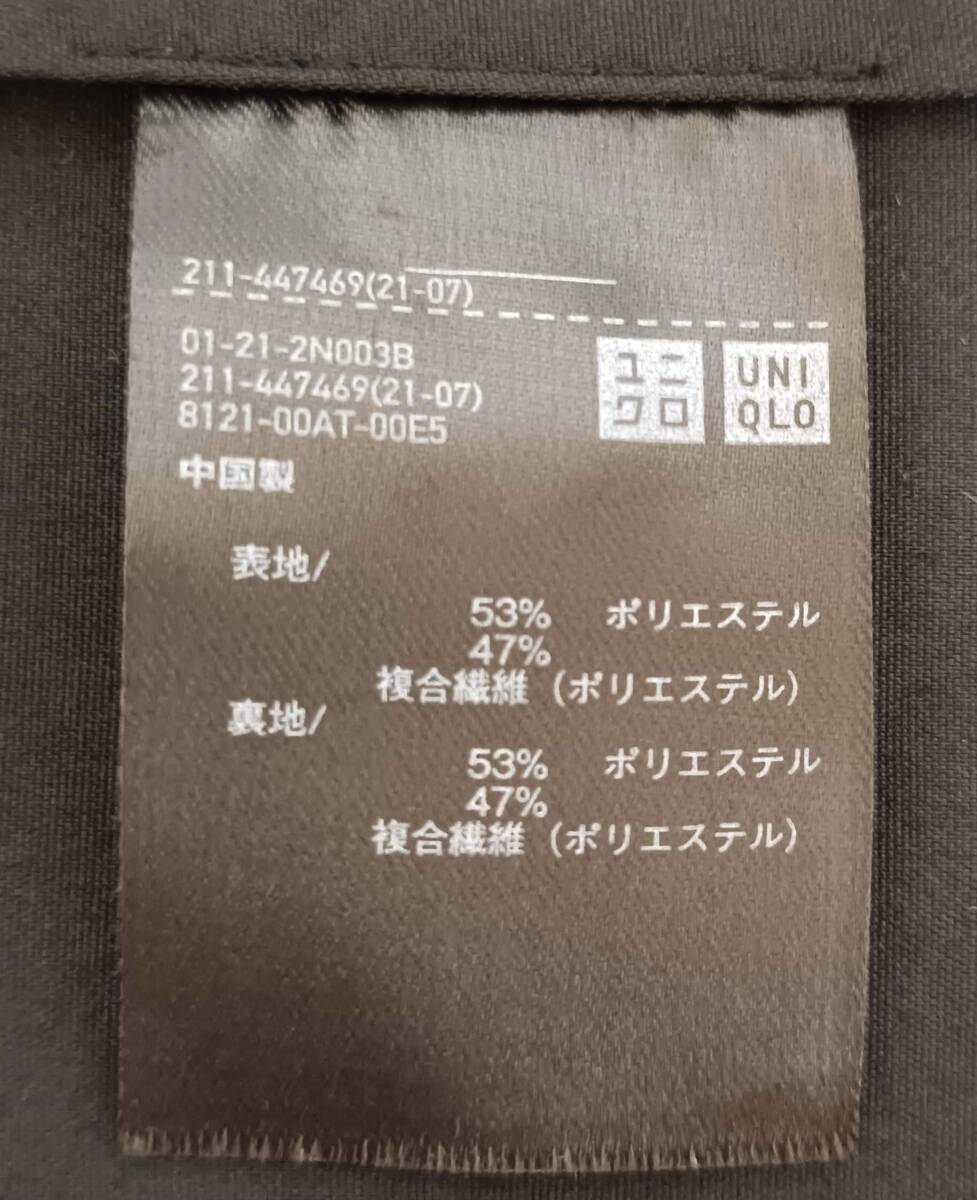 211-447469(21-07)
01-21-2N003B
211-447469(21-07)
8121-00AT-00E5
ユニ
クロ
UNI
QLO
中国製
表地/
53% ポリエステル
47%
複合繊維 (ポリエステル)
裏地/
53% ポリエステル
47%
複合繊維 (ポリエステル)